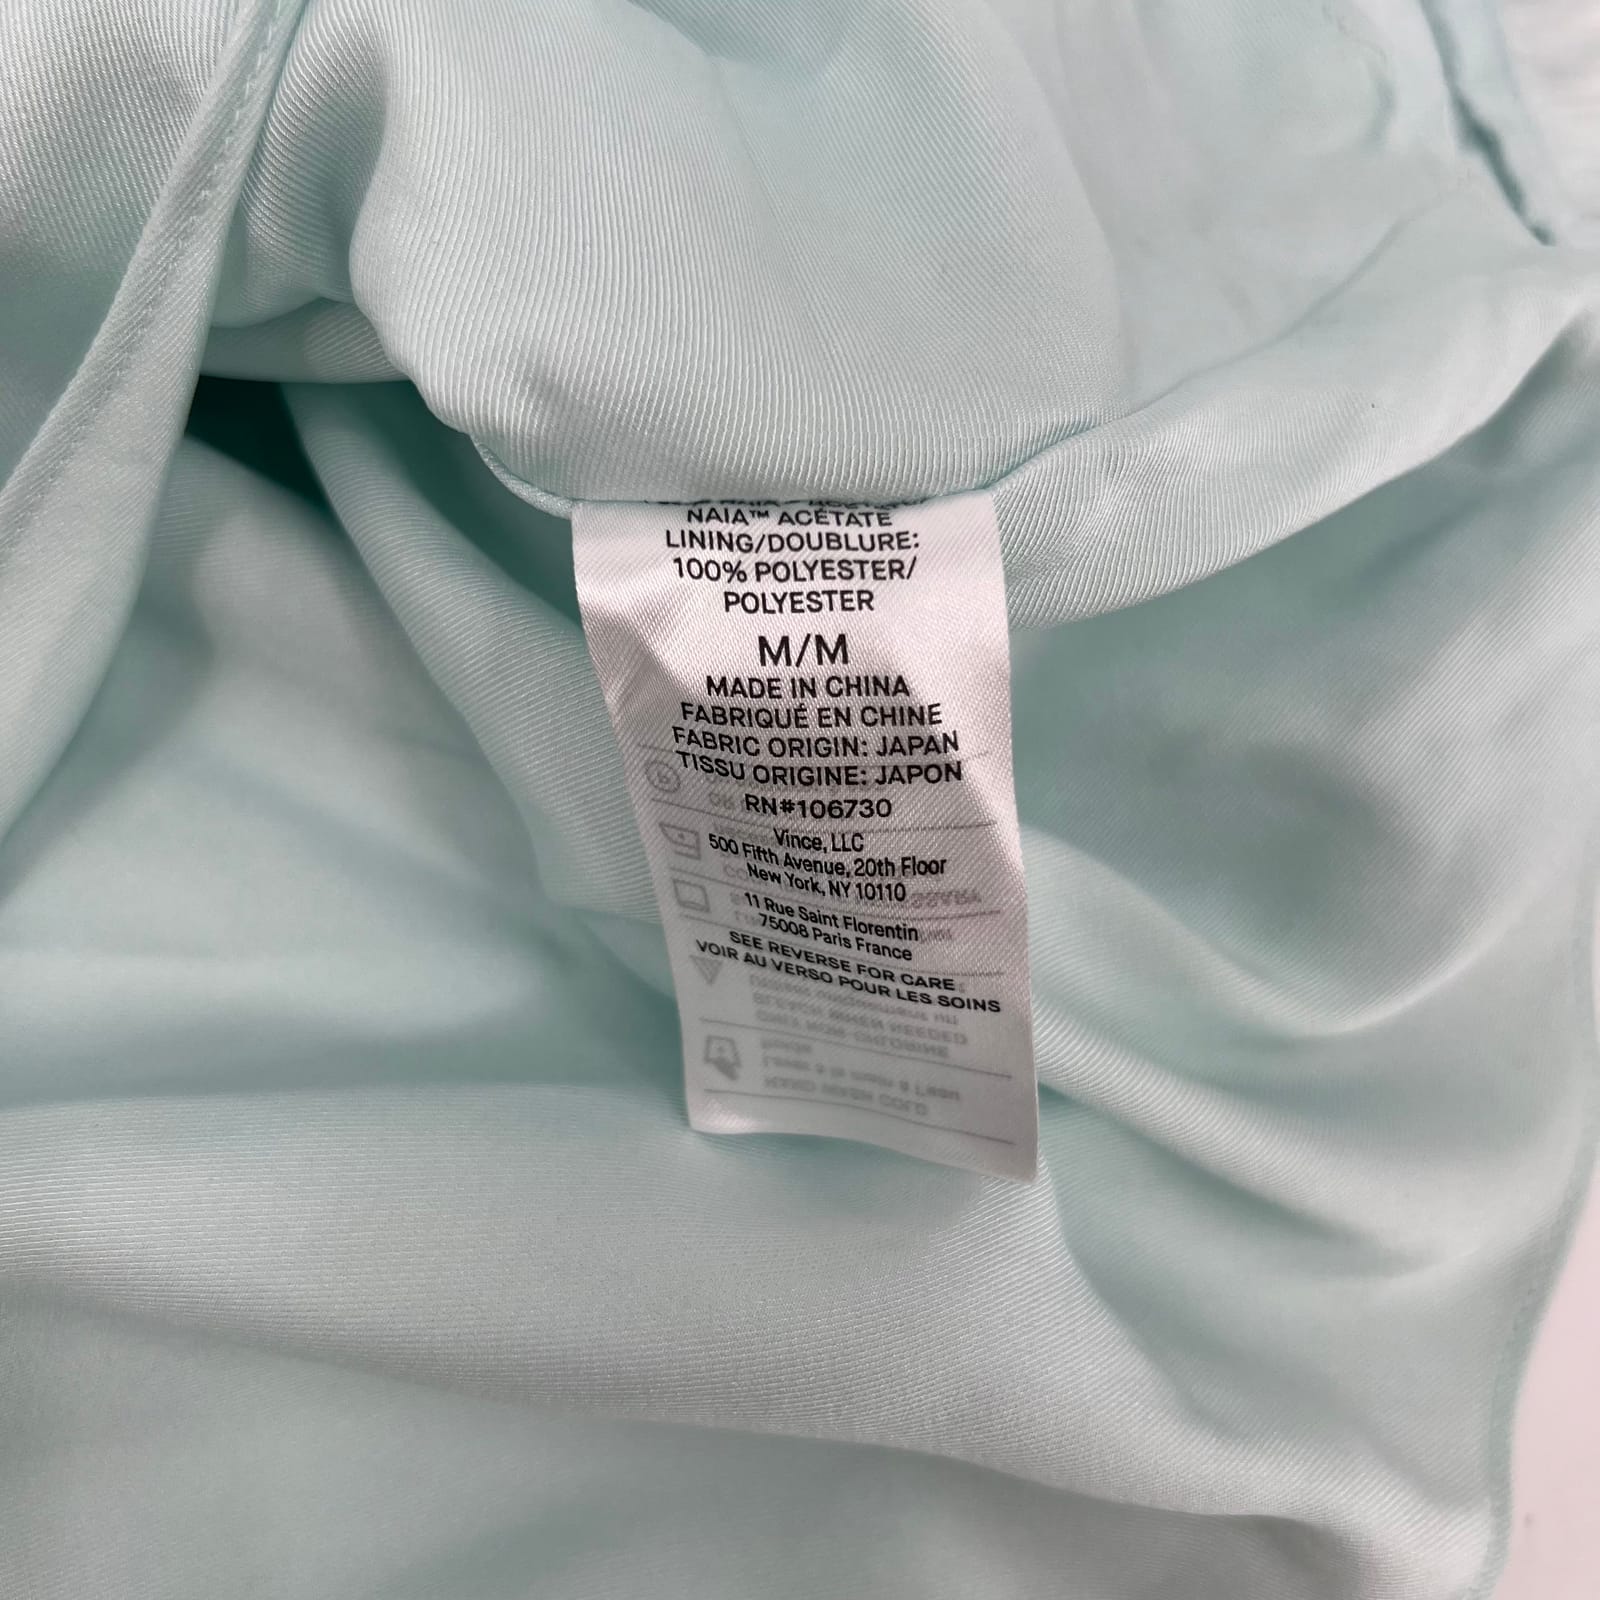 NAIA™ ACÉTATE
LINING/DOUBLURE:
100% POLYESTER/
POLYESTER
M/M
MADE IN CHINA
FABRIQUÉ EN CHINE
FABRIC ORIGIN: JAPAN
TISSU ORIGINE: JAPON
RN#106730
Vince, LLC
500 Fifth Avenue, 20th Floor
New York, NY 10110
11 Rue Saint Florentin
75008 Paris France
SEE REVERSE FOR CARE
VOIR AU VERSO POUR LES SOINS